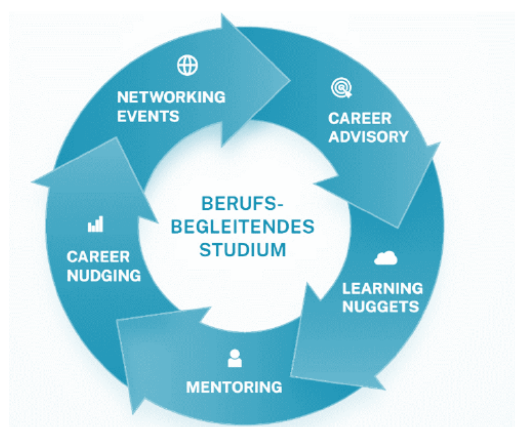 NETWORKING
EVENTS
CAREER
ADVISORY
BERUFS-
BEGLEITENDES
STUDIUM
CAREER
NUDGING
LEARNING
NUGGETS
MENTORING